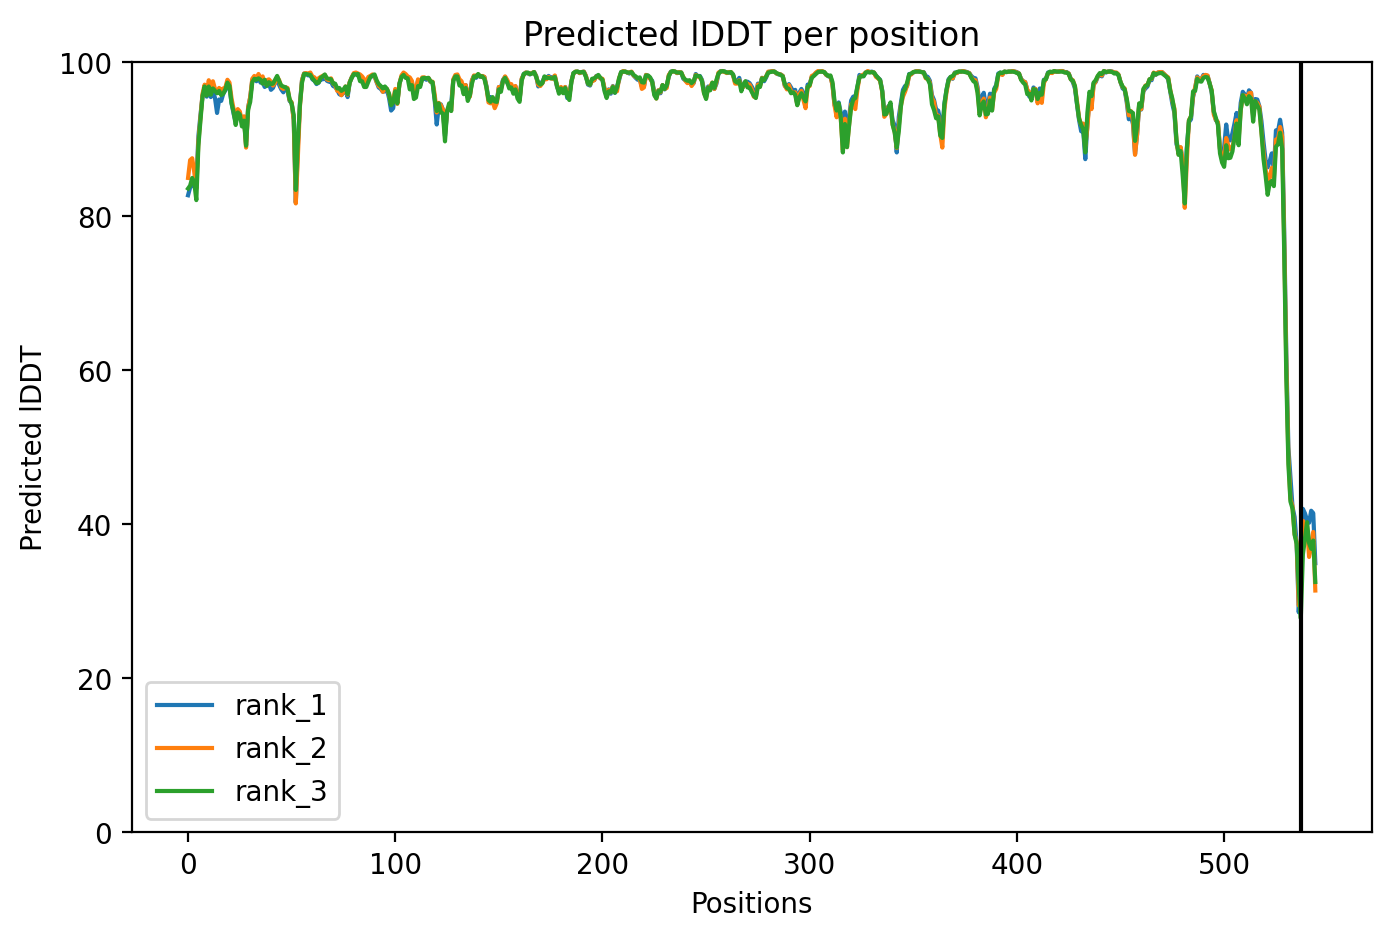 Predicted lDDT per position
100
80
60
40
20
0
Predicted lDDT
rank_1
rank_2
rank_3
0 100 200 300 400 500
Positions